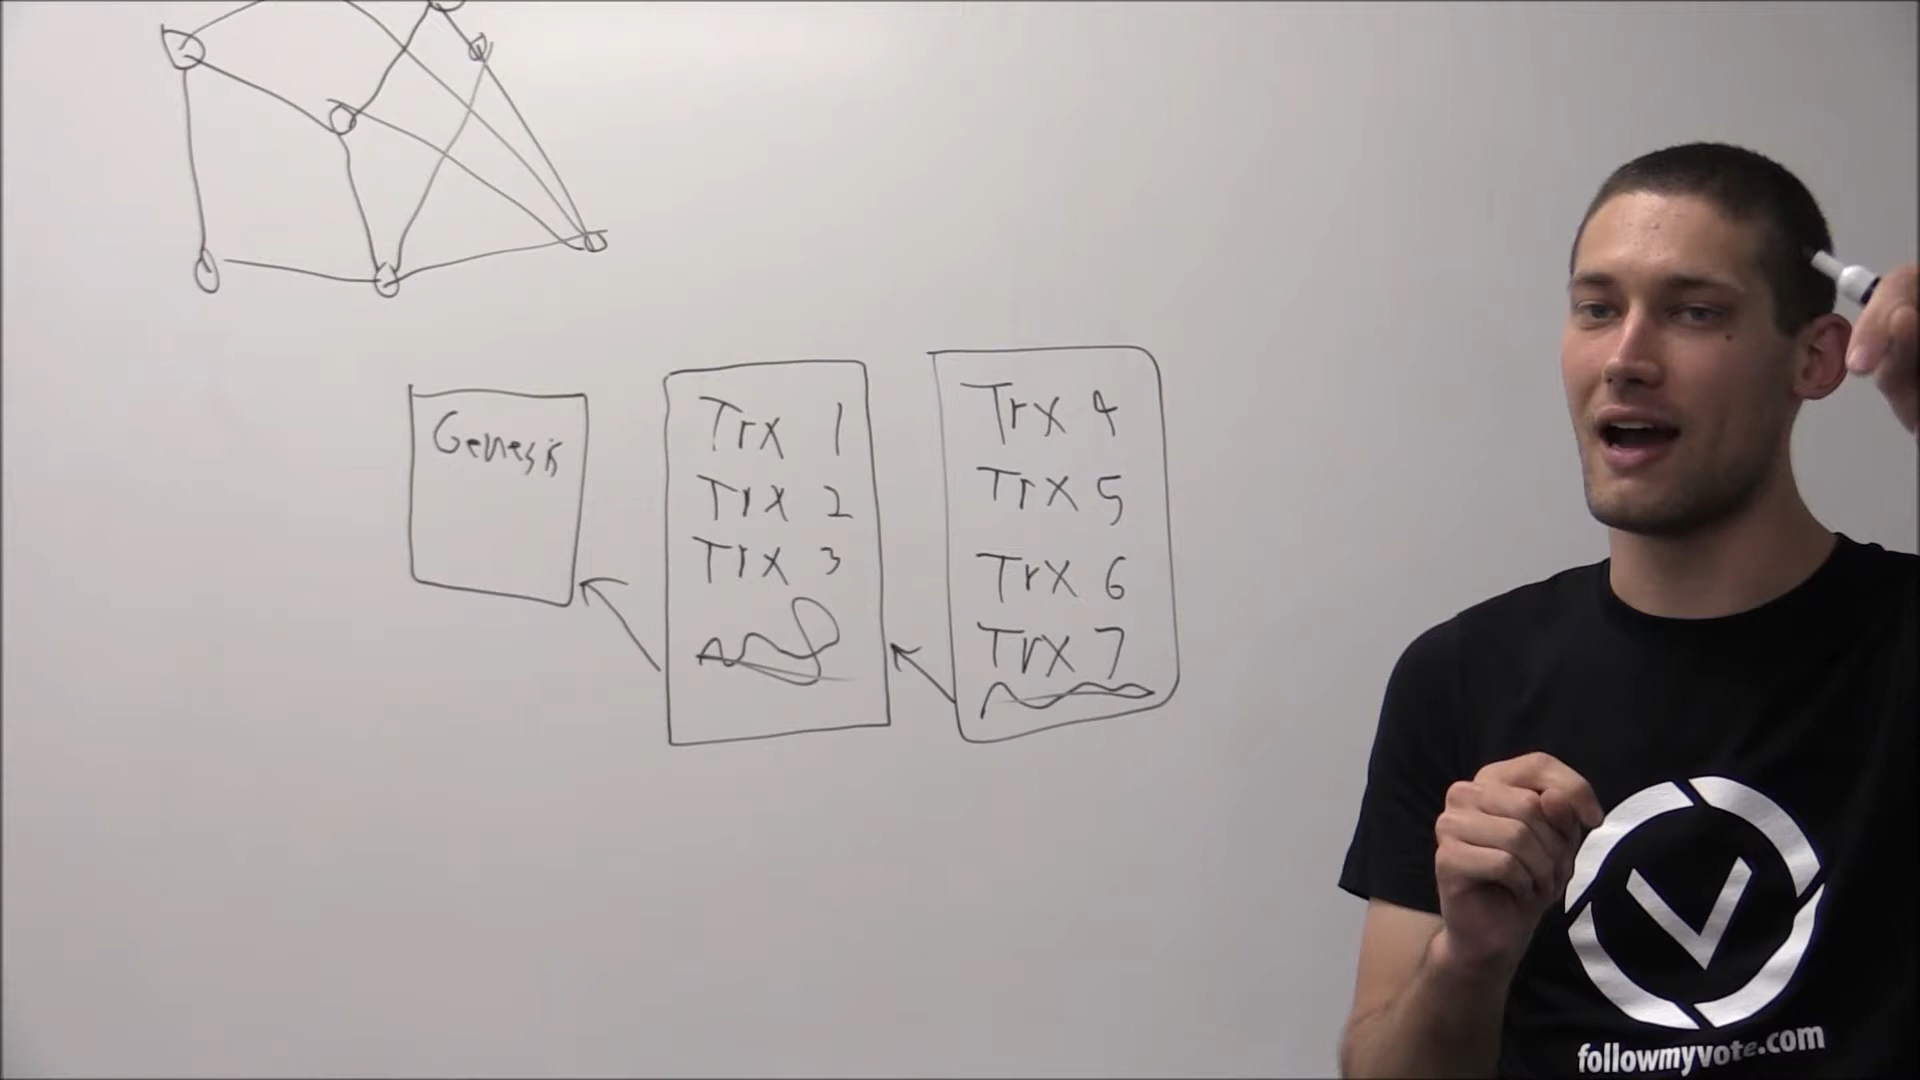 Genesis
Trx 1
Trx 2
Trx 3
Trx 4
Trx 5
Trx 6
Trx 7
followmyvote.com